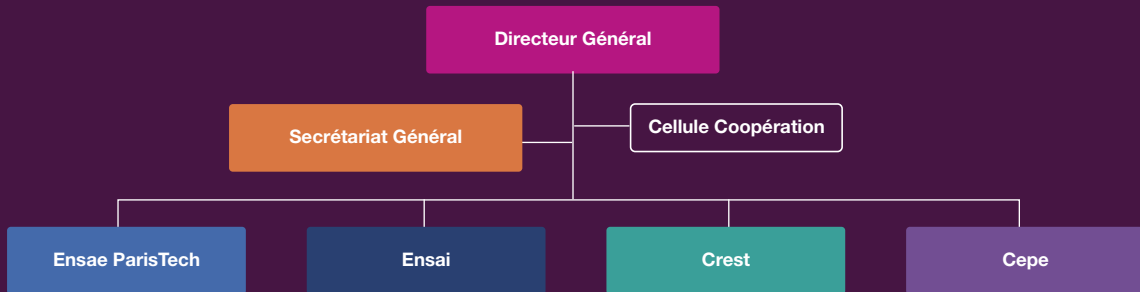 Directeur Général
Secrétariat Général
Cellule Coopération
Ensae ParisTech
Ensai
Crest
Cepe